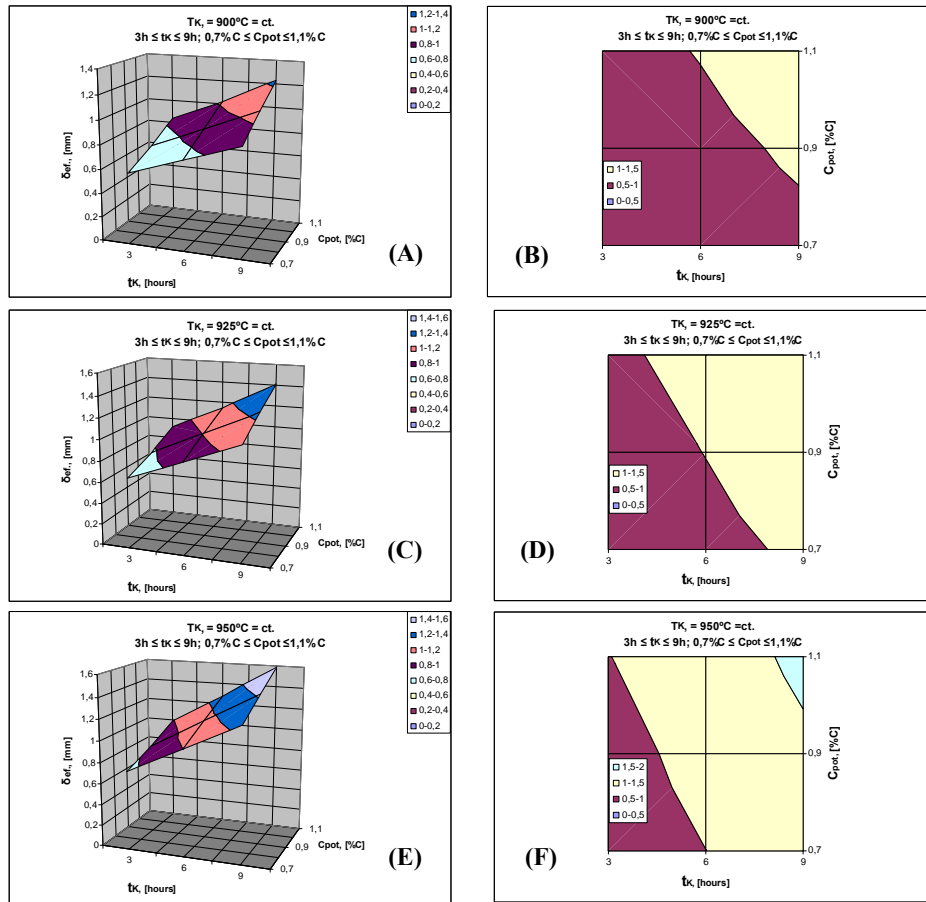 Tᴋ, = 900ºC = ct.
3h ≤ tᴋ ≤ 9h; 0,7%C ≤ Cpot ≤1,1%C
1,2-1,4
1-1,2
0,8-1
0,6-0,8
0,4-0,6
0,2-0,4
0-0,2
1,4
1,2
1
0,8
0,6
0,4
0,2
0
δef., [mm]
3
6
9
tK, [hours]
0,7
0,9
1,1
Cpot, [%C]
(A)
Tᴋ, = 900ºC =ct.
3h ≤ tᴋ ≤ 9h; 0,7%C ≤ Cpot ≤1,1%C
1,1
0,9
0,7
Cpot, [%C]
1-1,5
0,5-1
0-0,5
3
6
9
tK, [hours]
(B)
Tᴋ, = 925ºC = ct.
3h ≤ tᴋ ≤ 9h; 0,7%C ≤ Cpot ≤1,1%C
1,4-1,6
1,2-1,4
1-1,2
0,8-1
0,6-0,8
0,4-0,6
0,2-0,4
0-0,2
1,6
1,4
1,2
1
0,8
0,6
0,4
0,2
0
δef., [mm]
3
6
9
tK, [hours]
0,7
0,9
1,1
Cpot, [%C]
(C)
Tᴋ, = 925ºC =ct.
3h ≤ tᴋ ≤ 9h; 0,7%C ≤ Cpot ≤1,1%C
1,1
0,9
0,7
Cpot, [%C]
1-1,5
0,5-1
0-0,5
3
6
9
tK, [hours]
(D)
Tᴋ, = 950ºC = ct.
3h ≤ tᴋ ≤ 9h; 0,7%C ≤ Cpot ≤1,1%C
1,4-1,6
1,2-1,4
1-1,2
0,8-1
0,6-0,8
0,4-0,6
0,2-0,4
0-0,2
1,6
1,4
1,2
1
0,8
0,6
0,4
0,2
0
δef., [mm]
3
6
9
tK, [hours]
0,7
0,9
1,1
Cpot, [%C]
(E)
Tᴋ, = 950ºC =ct.
3h ≤ tᴋ ≤ 9h; 0,7%C ≤ Cpot ≤1,1%C
1,1
0,9
0,7
Cpot, [%C]
1,5-2
1-1,5
0,5-1
0-0,5
3
6
9
tK, [hours]
(F)